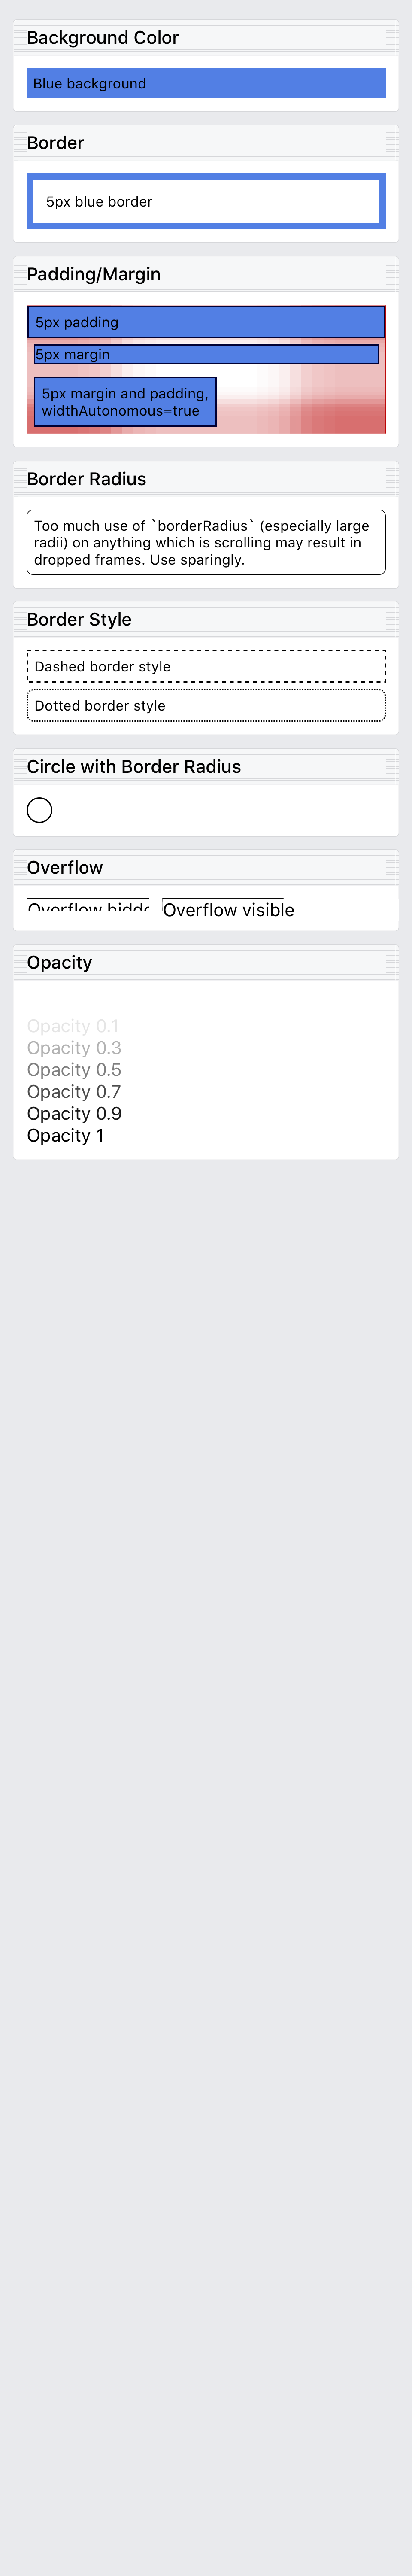 Background Color
Blue background
Border
5px blue border
Padding/Margin
5px padding
5px margin
5px margin and padding,
widthAutonomous=true
Border Radius
Too much use of `borderRadius` (especially large
radii) on anything which is scrolling may result in
dropped frames. Use sparingly.
Border Style
Dashed border style
Dotted border style
Circle with Border Radius
Overflow
Overflow hidde
Overflow visible
Opacity
Opacity 0.1
Opacity 0.3
Opacity 0.5
Opacity 0.7
Opacity 0.9
Opacity 1